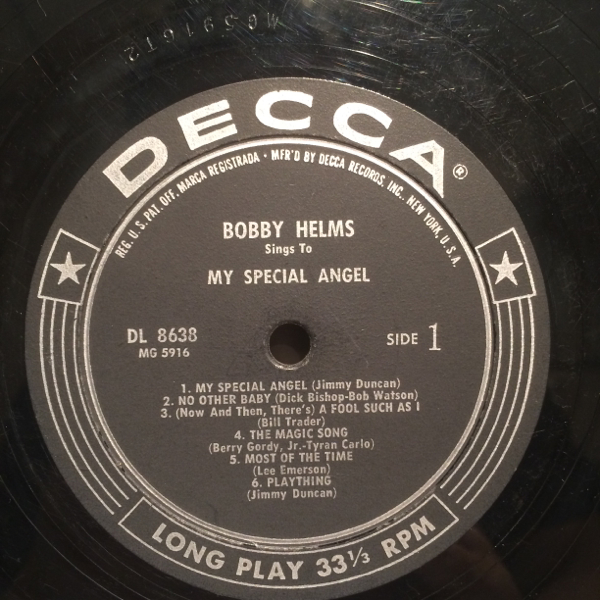 MG5916T2
DECCA®
REG. U.S. PAT. OFF. MARCA REGISTRADA • MFR'D BY DECCA RECORDS, INC., NEW YORK, U.S.A.
BOBBY HELMS
Sings To
MY SPECIAL ANGEL
DL 8638
MG 5916
SIDE 1
1. MY SPECIAL ANGEL (Jimmy Duncan)
2. NO OTHER BABY (Dick Bishop-Bob Watson)
3. (Now And Then, There's) A FOOL SUCH AS I
(Bill Trader)
4. THE MAGIC SONG
(Berry Gordy, Jr.-Tyran Carlo)
5. MOST OF THE TIME
(Lee Emerson)
6. PLAYTHING
(Jimmy Duncan)
LONG PLAY 33⅓ RPM